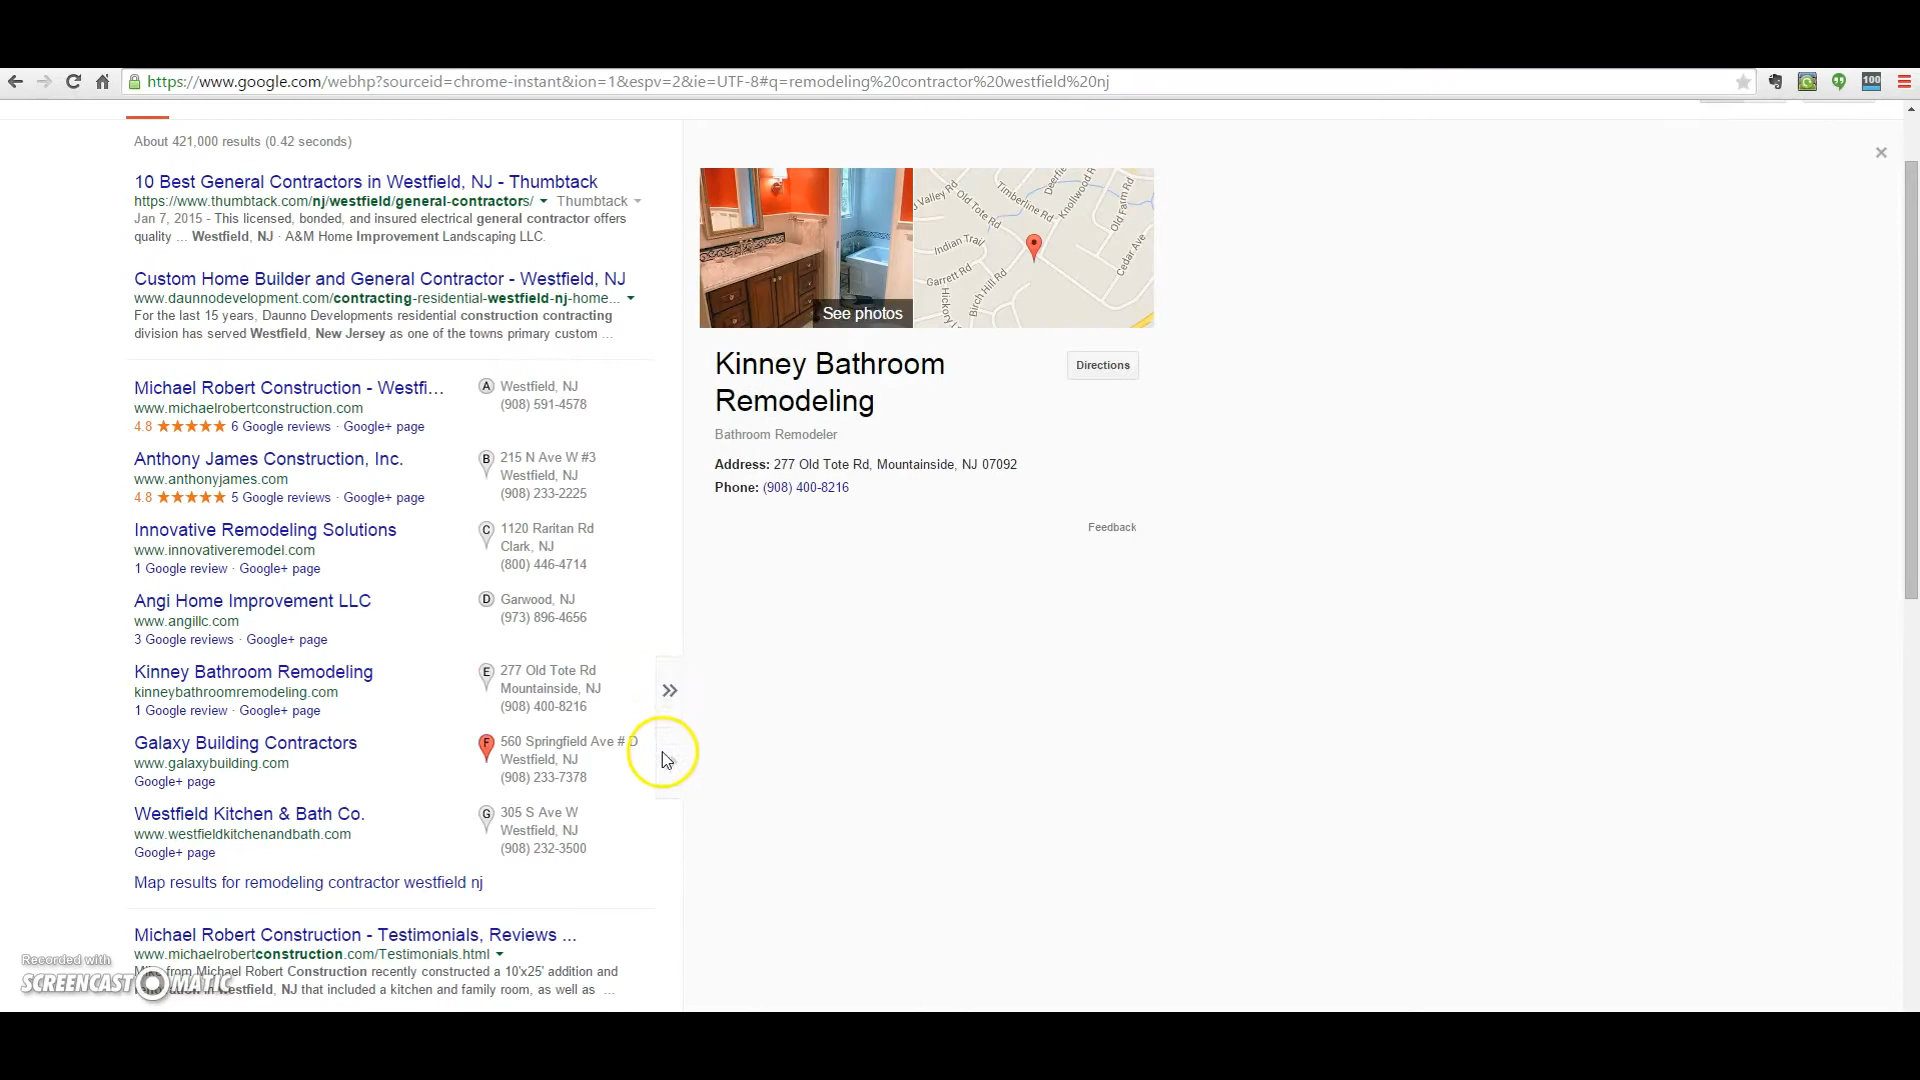 https://www.google.com/webhp?sourceid=chrome-instant&ion=1&espv=2&ie=UTF-8#q=remodeling%20contractor%20westfield%20nj
100
About 421,000 results (0.42 seconds)
10 Best General Contractors in Westfield, NJ - Thumbtack
https://www.thumbtack.com/nj/westfield/general-contractors/ Thumbtack
Jan 7, 2015 - This licensed, bonded, and insured electrical general contractor offers
quality ... Westfield, NJ · A&M Home Improvement Landscaping LLC.
Custom Home Builder and General Contractor - Westfield, NJ
www.daunnodevelopment.com/contracting-residential-westfield-nj-home...
For the last 15 years, Daunno Developments residential construction contracting
division has served Westfield, New Jersey as one of the towns primary custom ...
Michael Robert Construction - Westfi...
www.michaelrobertconstruction.com
4.8 6 Google reviews · Google+ page
A Westfield, NJ
(908) 591-4578
Anthony James Construction, Inc.
www.anthonyjames.com
4.8 5 Google reviews · Google+ page
B 215 N Ave W #3
Westfield, NJ
(908) 233-2225
Innovative Remodeling Solutions
www.innovativeremodel.com
1 Google review · Google+ page
C 1120 Raritan Rd
Clark, NJ
(800) 446-4714
Angi Home Improvement LLC
www.angillc.com
3 Google reviews · Google+ page
D Garwood, NJ
(973) 896-4656
Kinney Bathroom Remodeling
kinneybathroomremodeling.com
1 Google review · Google+ page
E 277 Old Tote Rd
Mountainside, NJ
(908) 400-8216
Galaxy Building Contractors
www.galaxybuilding.com
Google+ page
F 560 Springfield Ave # D
Westfield, NJ
(908) 233-7378
Westfield Kitchen & Bath Co.
www.westfieldkitchenandbath.com
Google+ page
G 305 S Ave W
Westfield, NJ
(908) 232-3500
Map results for remodeling contractor westfield nj
Michael Robert Construction - Testimonials, Reviews ...
www.michaelrobertconstruction.com/Testimonials.html
Mike from Michael Robert Construction recently constructed a 10'x25' addition and
renovation in Westfield, NJ that included a kitchen and family room, as well as ...
Recorded with
SCREENCAST-O-MATIC
See photos
Valley Rd
Old Tote Rd
Timberline Rd
Knollwood R
Old Farm Rd
Indian Trail
Garrett Rd
Birch Hill Rd
Cedar Ave
Kinney Bathroom
Remodeling
Directions
Bathroom Remodeler
Address: 277 Old Tote Rd, Mountainside, NJ 07092
Phone: (908) 400-8216
Feedback